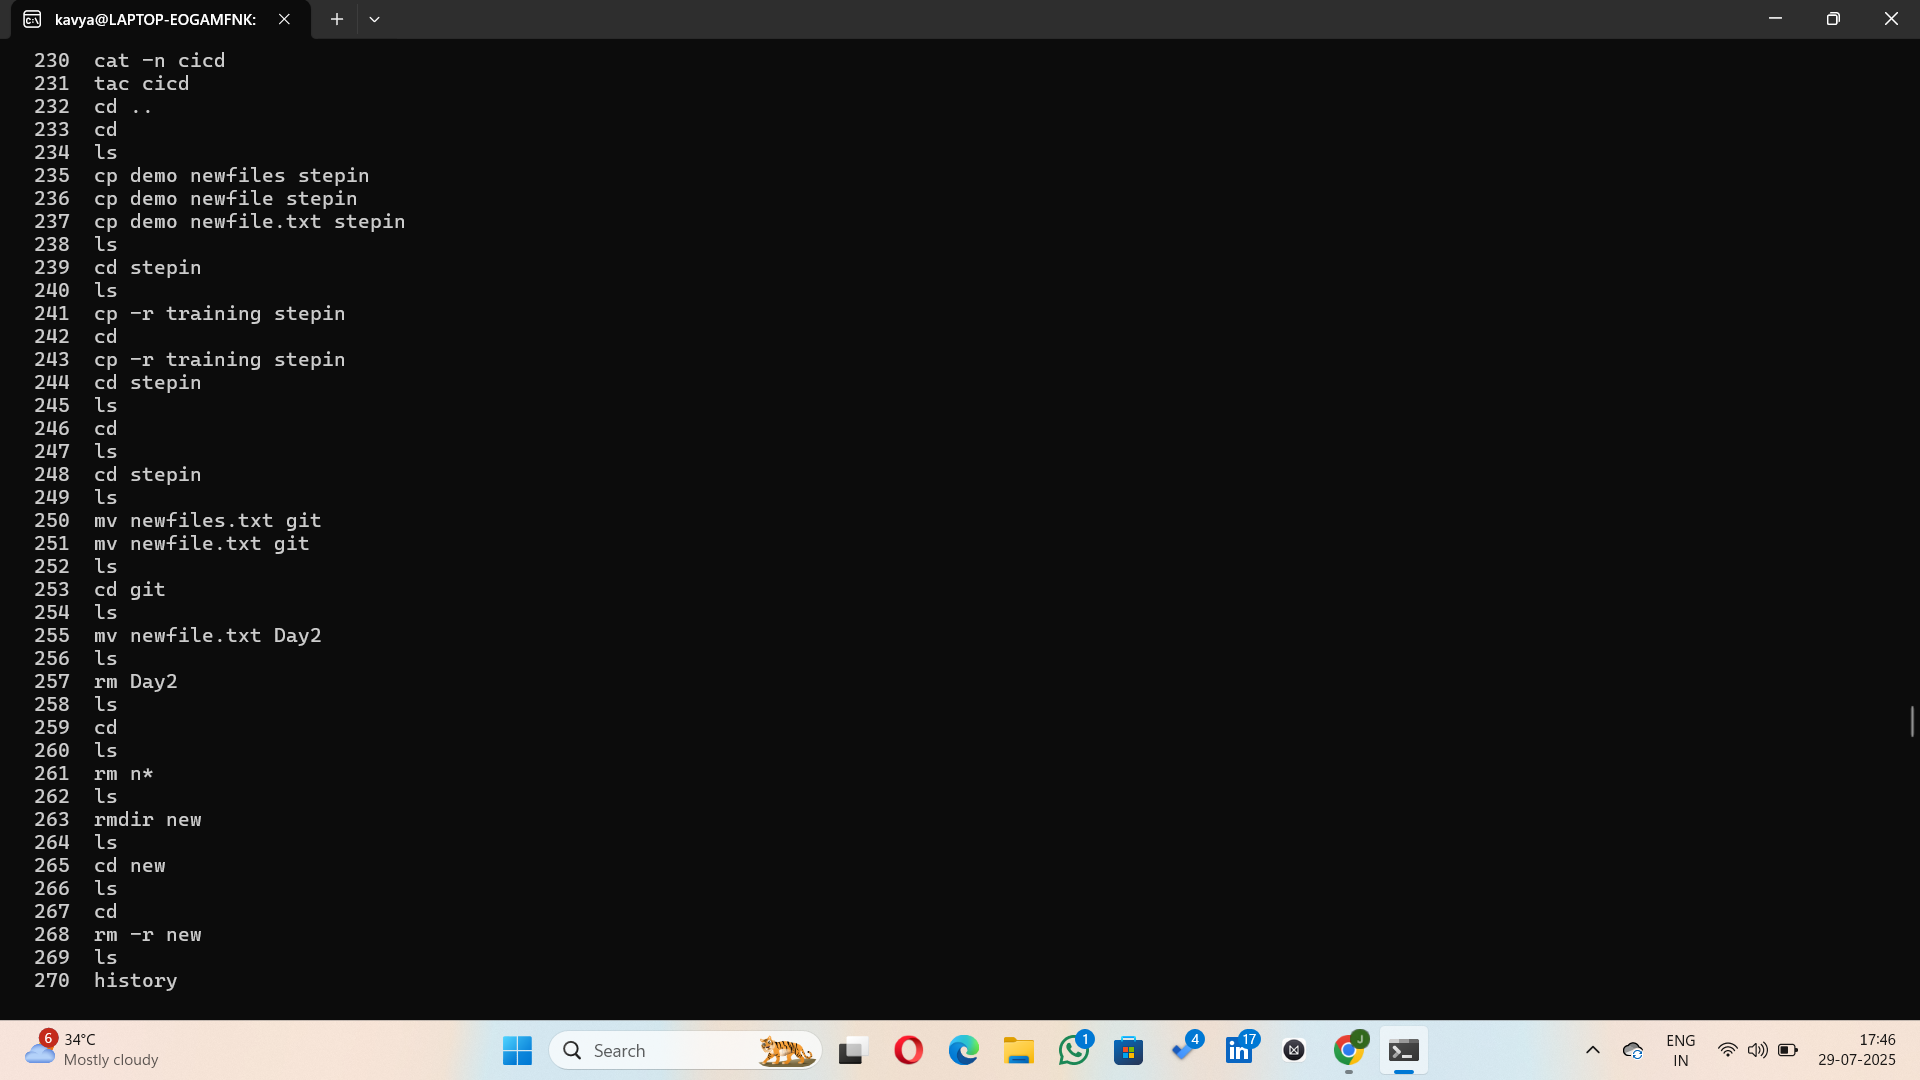 kavya@LAPTOP-EOGAMFNK:
230 cat -n cicd
231 tac cicd
232 cd ..
233 cd
234 ls
235 cp demo newfiles stepin
236 cp demo newfile stepin
237 cp demo newfile.txt stepin
238 ls
239 cd stepin
240 ls
241 cp -r training stepin
242 cd
243 cp -r training stepin
244 cd stepin
245 ls
246 cd
247 ls
248 cd stepin
249 ls
250 mv newfiles.txt git
251 mv newfile.txt git
252 ls
253 cd git
254 ls
255 mv newfile.txt Day2
256 ls
257 rm Day2
258 ls
259 cd
260 ls
261 rm n*
262 ls
263 rmdir new
264 ls
265 cd new
266 ls
267 cd
268 rm -r new
269 ls
270 history
6 34°C
Mostly cloudy
Search
1
4
17
J
ENG
IN
17:46
29-07-2025